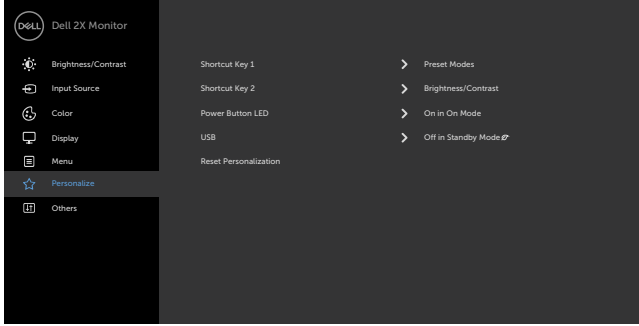 DELL Dell 2X Monitor
Brightness/Contrast Shortcut Key 1 Preset Modes
Input Source Shortcut Key 2 Brightness/Contrast
Color Power Button LED On in On Mode
Display USB Off in Standby Mode
Menu Reset Personalization
Personalize
Others